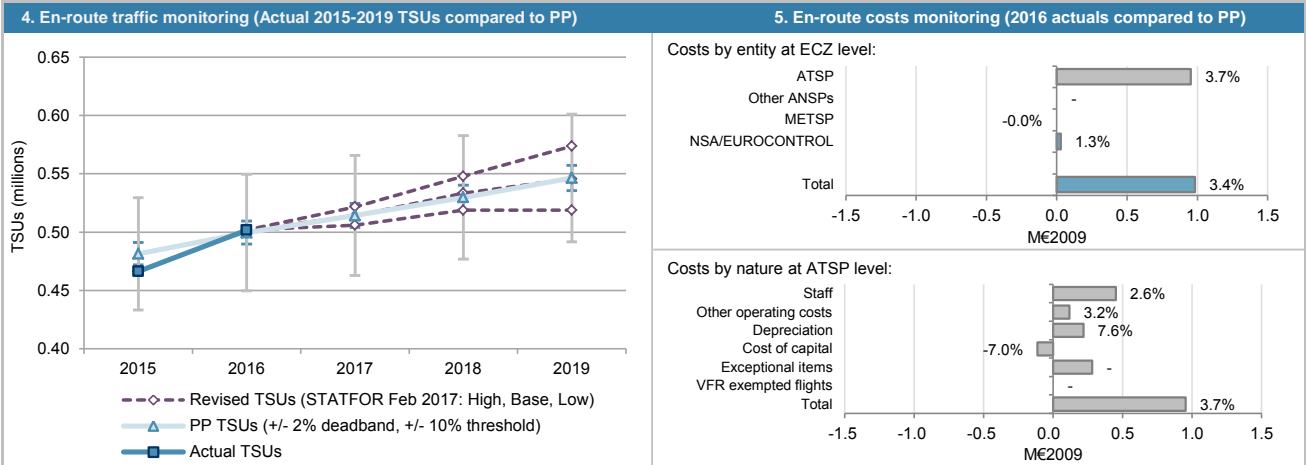 4. En-route traffic monitoring (Actual 2015-2019 TSUs compared to PP)
5. En-route costs monitoring (2016 actuals compared to PP)
TSUs (millions)
0.65
0.60
0.55
0.50
0.45
0.40
2015 2016 2017 2018 2019
Revised TSUs (STATFOR Feb 2017: High, Base, Low)
PP TSUs (+/- 2% deadband, +/- 10% threshold)
Actual TSUs
Costs by entity at ECZ level:
ATSP 3.7%
Other ANSPs -
METSP -0.0%
NSA/EUROCONTROL 1.3%
Total 3.4%
-1.5 -1.0 -0.5 0.0 0.5 1.0 1.5
M€2009
Costs by nature at ATSP level:
Staff 2.6%
Other operating costs 3.2%
Depreciation 7.6%
Cost of capital -7.0%
Exceptional items -
VFR exempted flights -
Total 3.7%
-1.5 -1.0 -0.5 0.0 0.5 1.0 1.5
M€2009